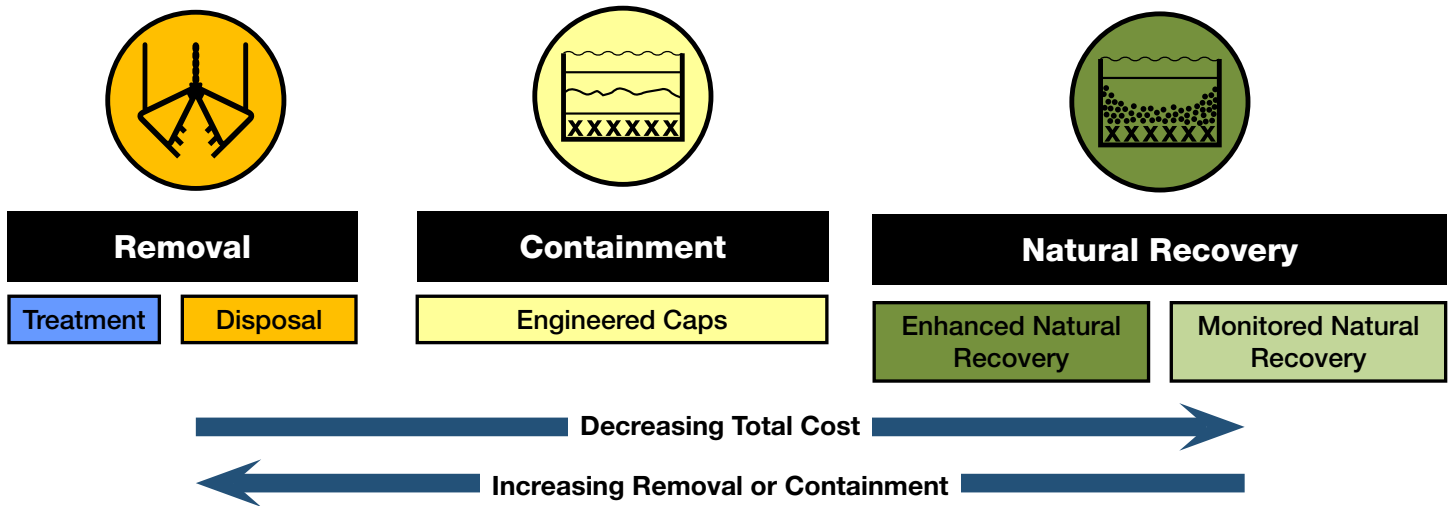 XXXXXX
XXXXXX
Removal
Containment
Natural Recovery
Treatment
Disposal
Engineered Caps
Enhanced Natural
Recovery
Monitored Natural
Recovery
Decreasing Total Cost
Increasing Removal or Containment